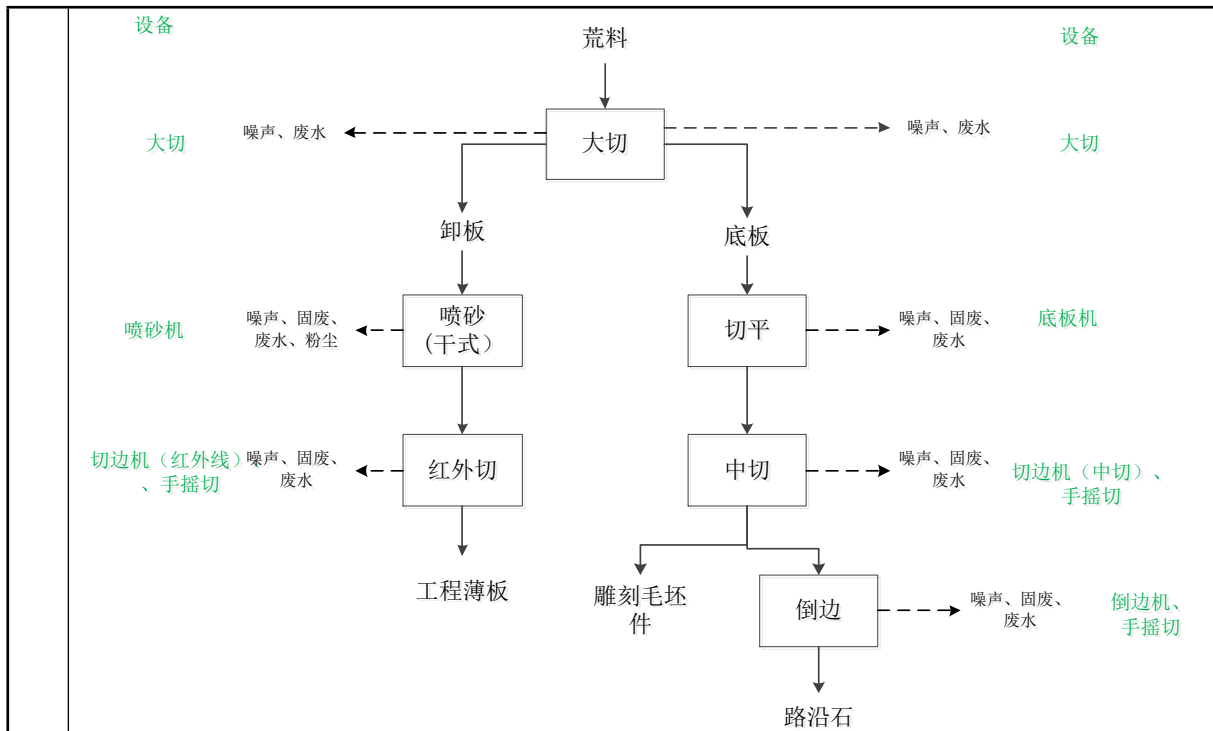 设备
荒料
设备
大切
噪声、废水
大切
噪声、废水
大切
卸板
底板
喷砂机
噪声、固废、
废水、粉尘
喷砂
(干式）
切平
噪声、固废、
废水
底板机
切边机（红外线）、
、手摇切
噪声、固废、
废水
红外切
中切
噪声、固废、
废水
切边机（中切）、
手摇切
工程薄板
雕刻毛坯
件
倒边
噪声、固废、
废水
倒边机、
手摇切
路沿石